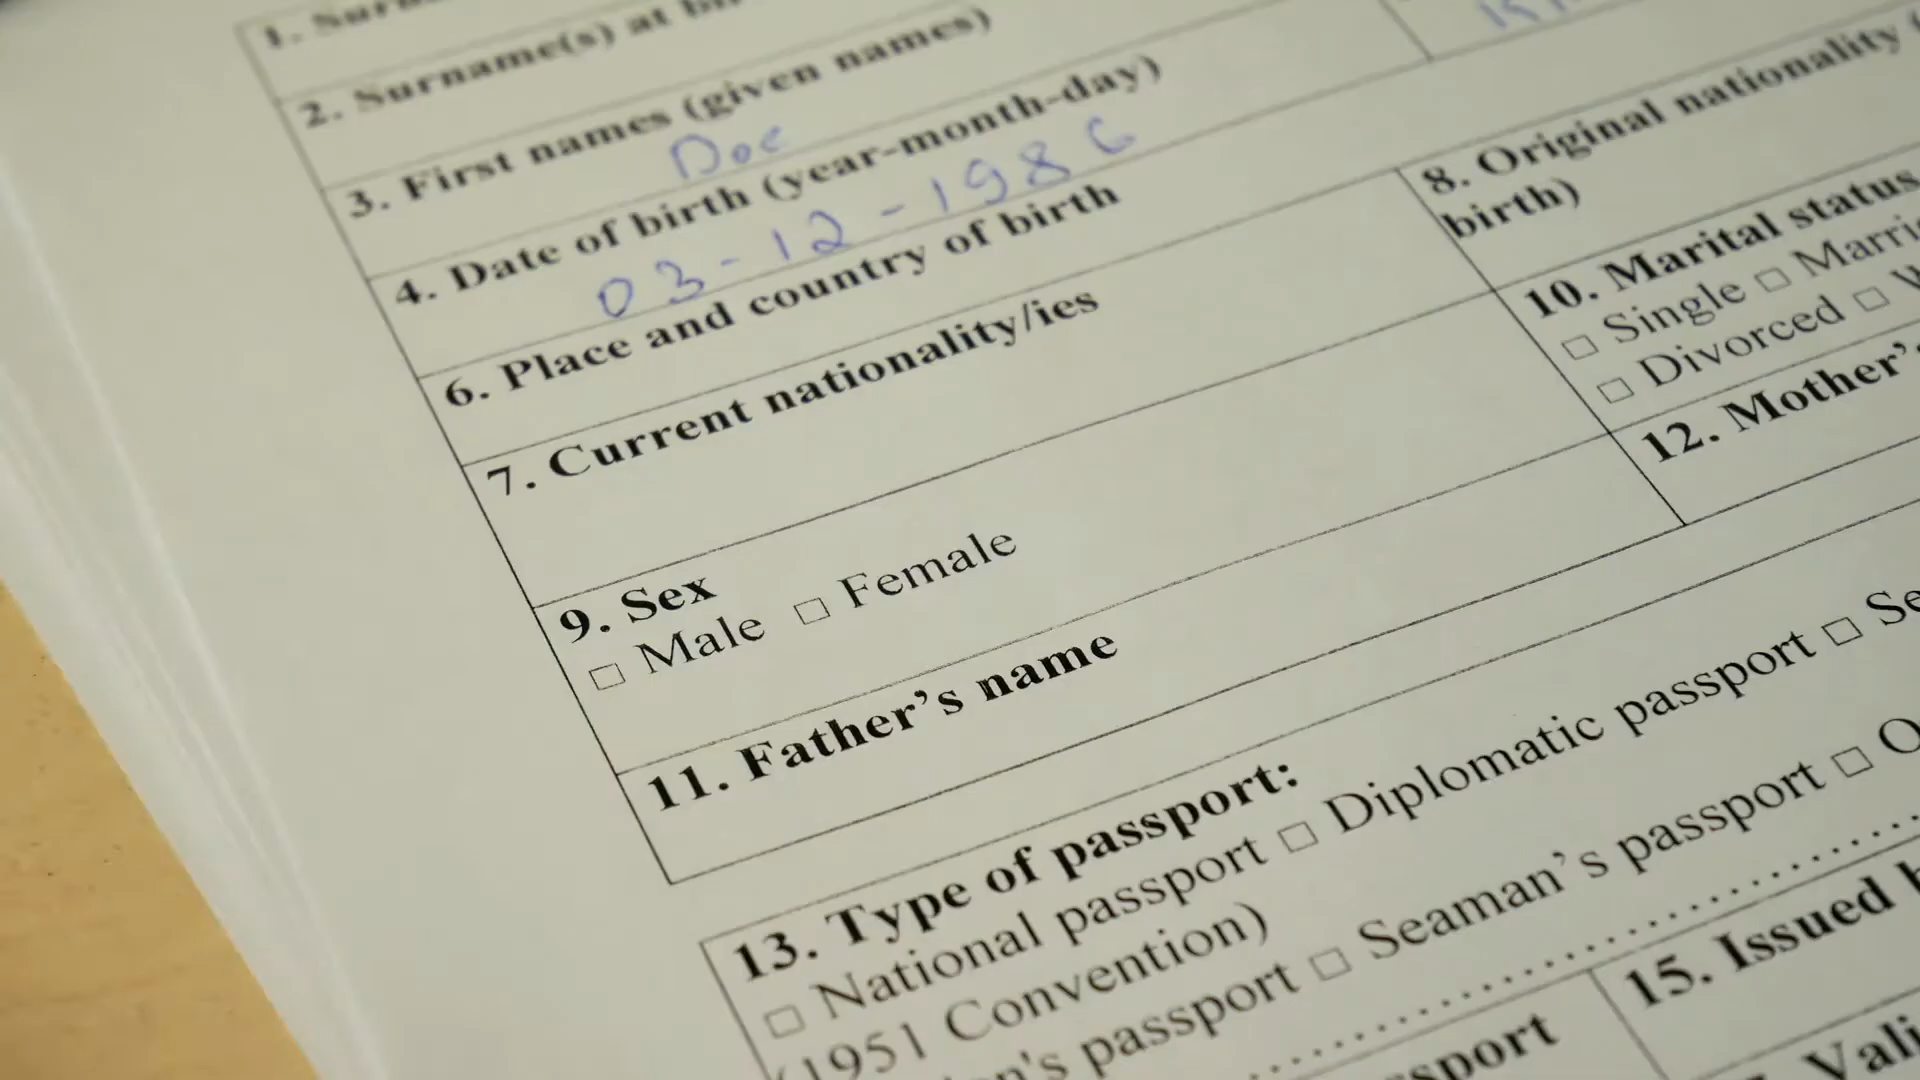 1.
2. Surname(s) at
3. First names (given names)
Doe
4. Date of birth (year-month-day)
03-12-1986
6. Place and country of birth
7. Current nationality/ies
8. Original nationality (
birth)
9. Sex
□ Male □ Female
10. Marital status
□ Single □
□ Divorced □
11. Father's name
12. Mother's
13. Type of passport:
□ National passport □ Diplomatic passport □
(1951 Convention)
passport □ Seaman's passport □
15. Issued